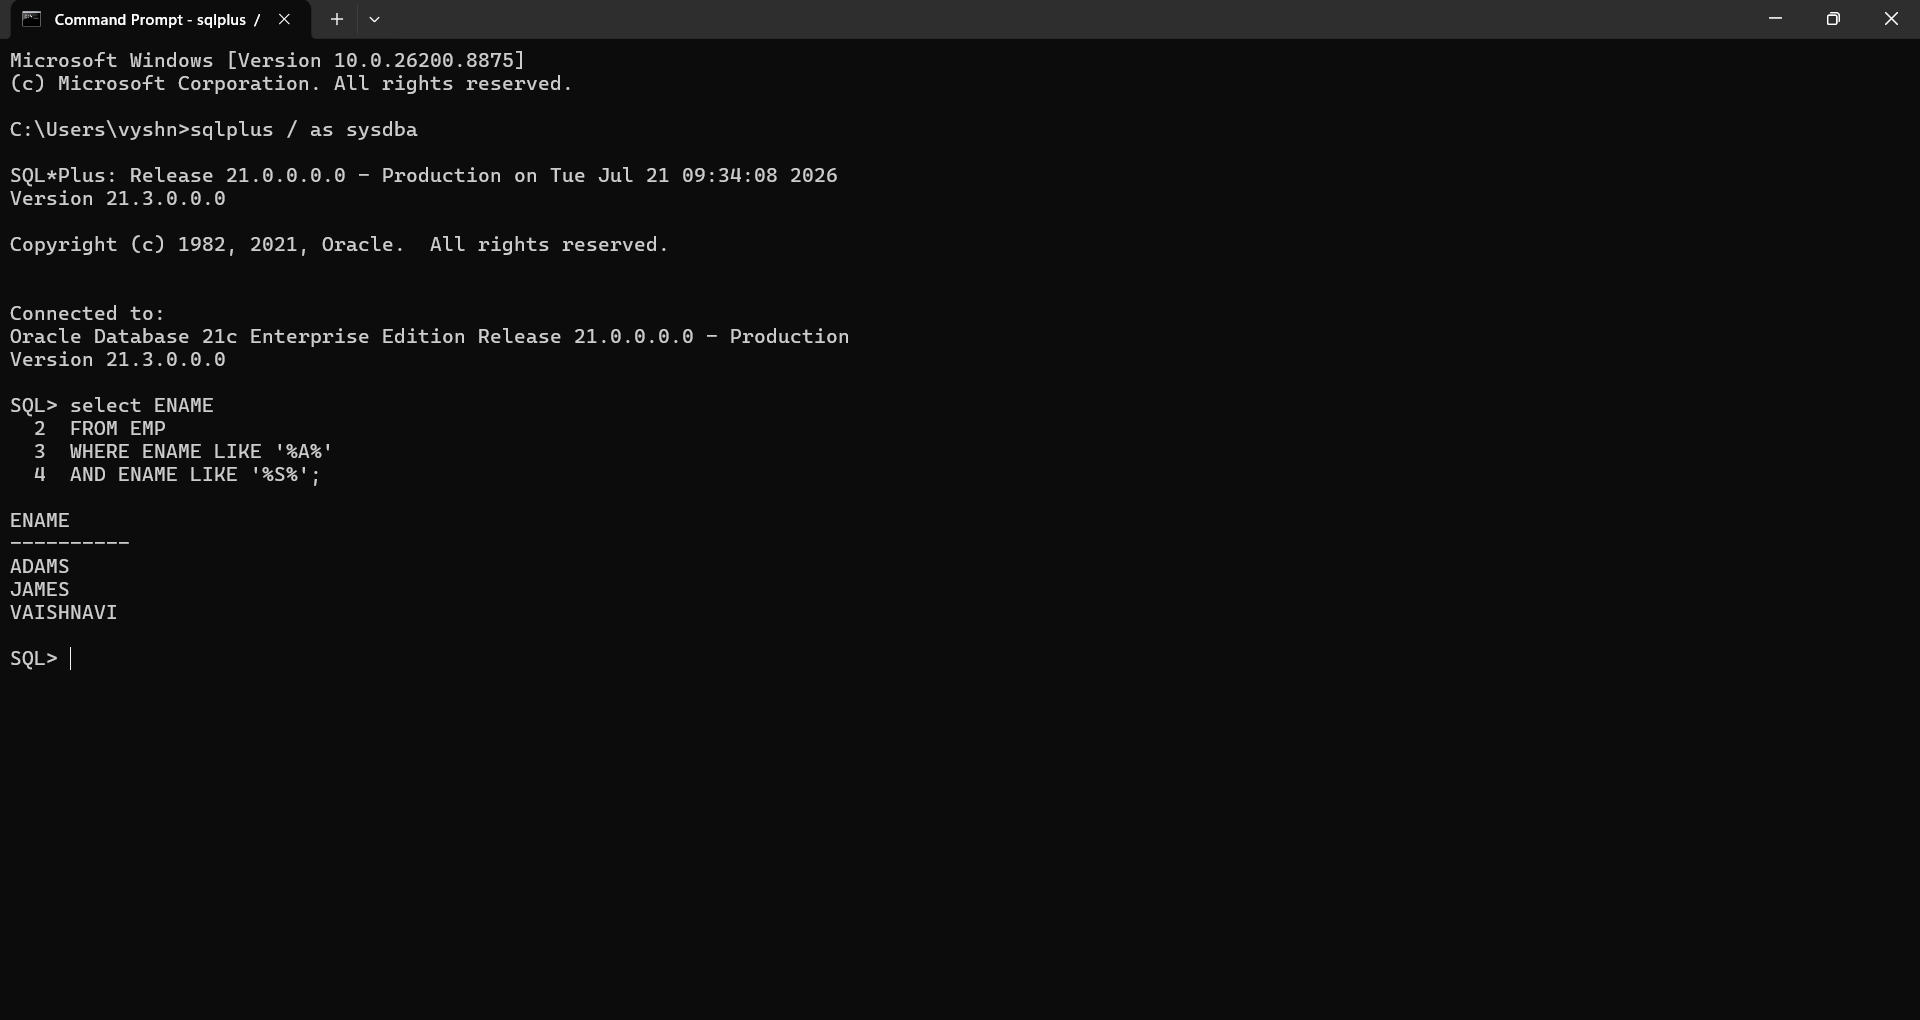 Command Prompt - sqlplus /
Microsoft Windows [Version 10.0.26200.8875]
(c) Microsoft Corporation. All rights reserved.
C:\Users\vyshn>sqlplus / as sysdba
SQL*Plus: Release 21.0.0.0.0 - Production on Tue Jul 21 09:34:08 2026
Version 21.3.0.0.0
Copyright (c) 1982, 2021, Oracle.  All rights reserved.
Connected to:
Oracle Database 21c Enterprise Edition Release 21.0.0.0.0 - Production
Version 21.3.0.0.0
SQL> select ENAME
  2  FROM EMP
  3  WHERE ENAME LIKE '%A%'
  4  AND ENAME LIKE '%S%';
ENAME
----------
ADAMS
JAMES
VAISHNAVI
SQL>